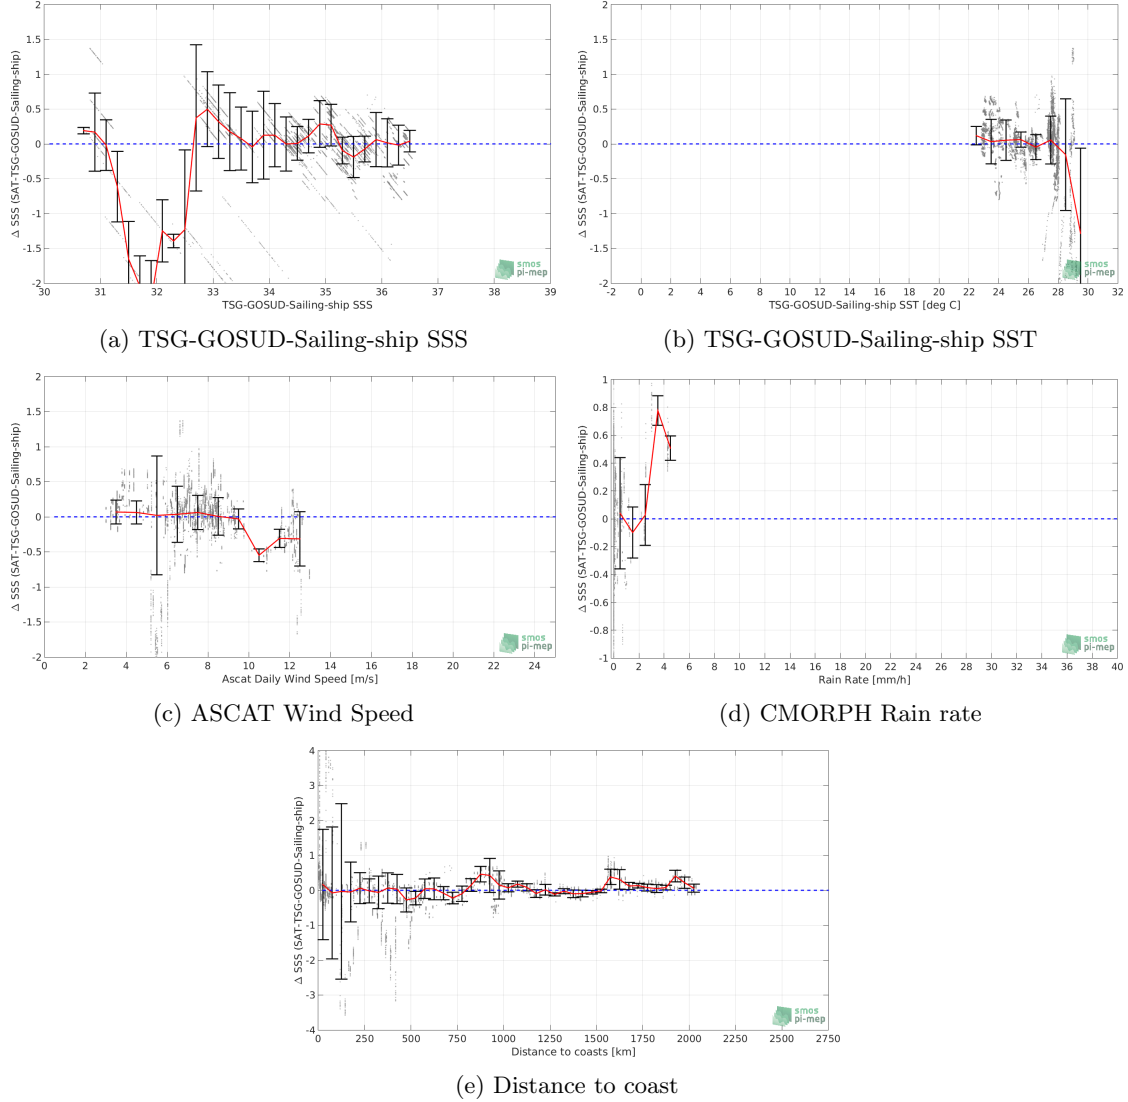 2
1.5
1
0.5
0
-0.5
-1
-1.5
-2
Δ SSS (SAT-TSG-GOSUD-Sailing-ship)
30 31 32 33 34 35 36 37 38 39
TSG-GOSUD-Sailing-ship SSS
smos
pi-mep
(a) TSG-GOSUD-Sailing-ship SSS
2
1.5
1
0.5
0
-0.5
-1
-1.5
-2
Δ SSS (SAT-TSG-GOSUD-Sailing-ship)
-2 0 2 4 6 8 10 12 14 16 18 20 22 24 26 28 30 32
TSG-GOSUD-Sailing-ship SST [deg C]
smos
pi-mep
(b) TSG-GOSUD-Sailing-ship SST
2
1.5
1
0.5
0
-0.5
-1
-1.5
-2
Δ SSS (SAT-TSG-GOSUD-Sailing-ship)
0 2 4 6 8 10 12 14 16 18 20 22 24
Ascat Daily Wind Speed [m/s]
smos
pi-mep
(c) ASCAT Wind Speed
1
0.8
0.6
0.4
0.2
0
-0.2
-0.4
-0.6
-0.8
-1
Δ SSS (SAT-TSG-GOSUD-Sailing-ship)
0 2 4 6 8 10 12 14 16 18 20 22 24 26 28 30 32 34 36 38 40
Rain Rate [mm/h]
smos
pi-mep
(d) CMORPH Rain rate
4
3
2
1
0
-1
-2
-3
-4
Δ SSS (SAT-TSG-GOSUD-Sailing-ship)
0 250 500 750 1000 1250 1500 1750 2000 2250 2500 2750
Distance to coasts [km]
smos
pi-mep
(e) Distance to coast